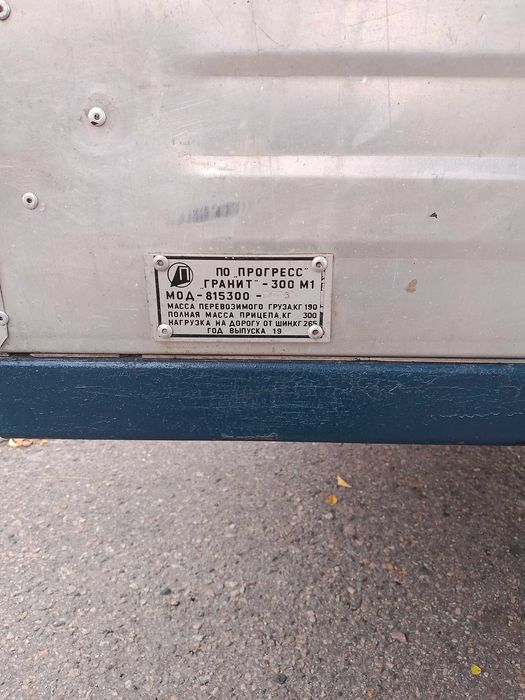 ПО „ПРОГРЕСС"
„ГРАНИТ" - 300 М1
МОД-815300 -
МАССА ПЕРЕВОЗИМОГО ГРУЗА,КГ 190
ПОЛНАЯ МАССА ПРИЦЕПА,КГ 300
НАГРУЗКА НА ДОРОГУ ОТ ШИН,КГ 265
ГОД ВЫПУСКА 19